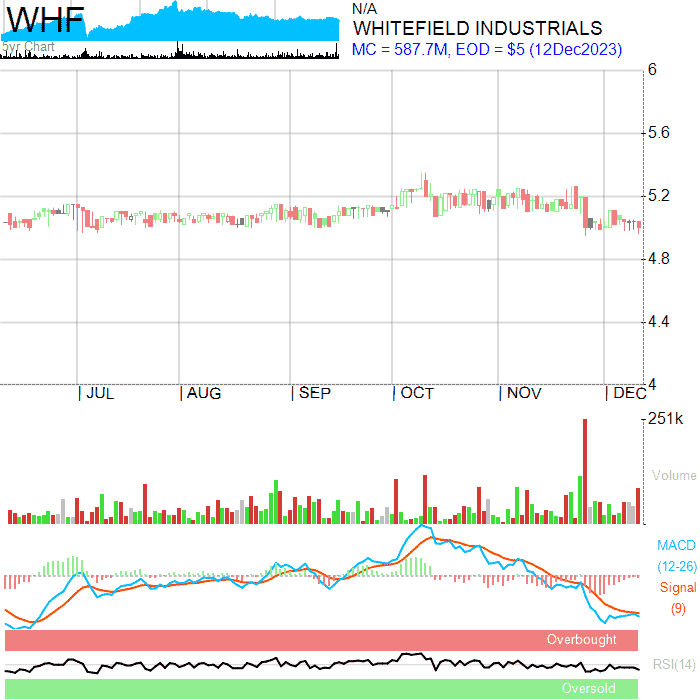 WHF
5yr Chart
N/A
WHITEFIELD INDUSTRIALS
MC = 587.7M, EOD = $5 (12Dec2023)
6
5.6
5.2
4.8
4.4
4
JUL AUG SEP OCT NOV DEC
251k
Volume
MACD
(12-26)
Signal
(9)
Overbought
RSI(14)
Oversold